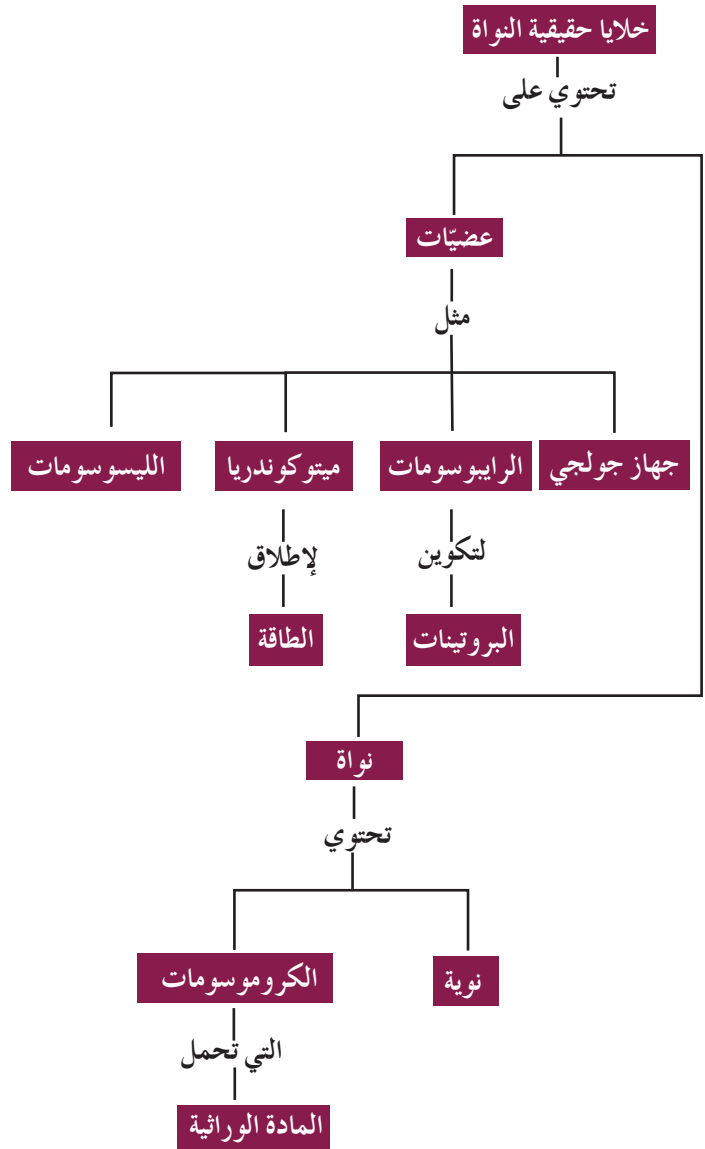 خلايا حقيقية النواة
تحتوي على
عضيّات
مثل
جهاز جولجي
الرايبوسومات
ميتوكوندريا
الليسوسومات
لتكوين
لإطلاق
البروتينات
الطاقة
نواة
تحتوي
نوية
الكروموسومات
التي تحمل
المادة الوراثية